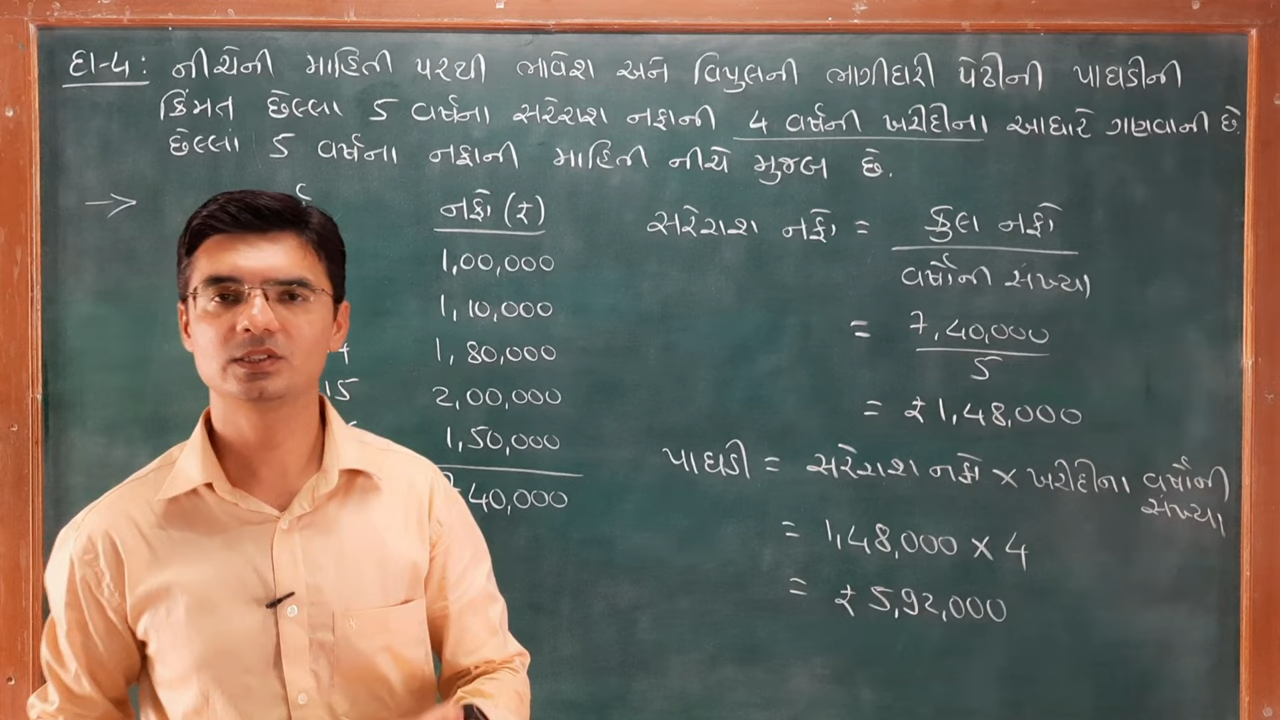 દા-૫: નીચેની માહિતી પરથી ભાવેશ અને વિપુલની ભાગીદારી પેઢીની પાઘડીની
કિંમત છેલ્લા 5 વર્ષના સરેરાશ નફાની 4 વર્ષની ખરીદીના આધારે ગણવાની છે.
છેલ્લા 5 વર્ષના નફાની માહિતી નીચે મુજબ છે.
→
નફો (₹)
1,00,000
1,10,000
1,80,000
15 2,00,000
1,50,000
40,000
સરેરાશ નફો = કુલ નફો
વર્ષોની સંખ્યા
= 7,40,000
5
= ₹1,48,000
પાઘડી = સરેરાશ નફો × ખરીદીના વર્ષોની
સંખ્યા
= 1,48,000 × 4
= ₹ 5,92,000